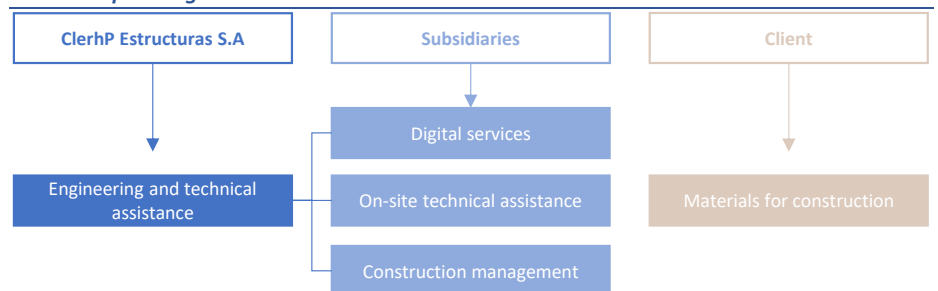 ClerhP Estructuras S.A
Subsidiaries
Client
Digital services
Engineering and technical
assistance
On-site technical assistance
Materials for construction
Construction management